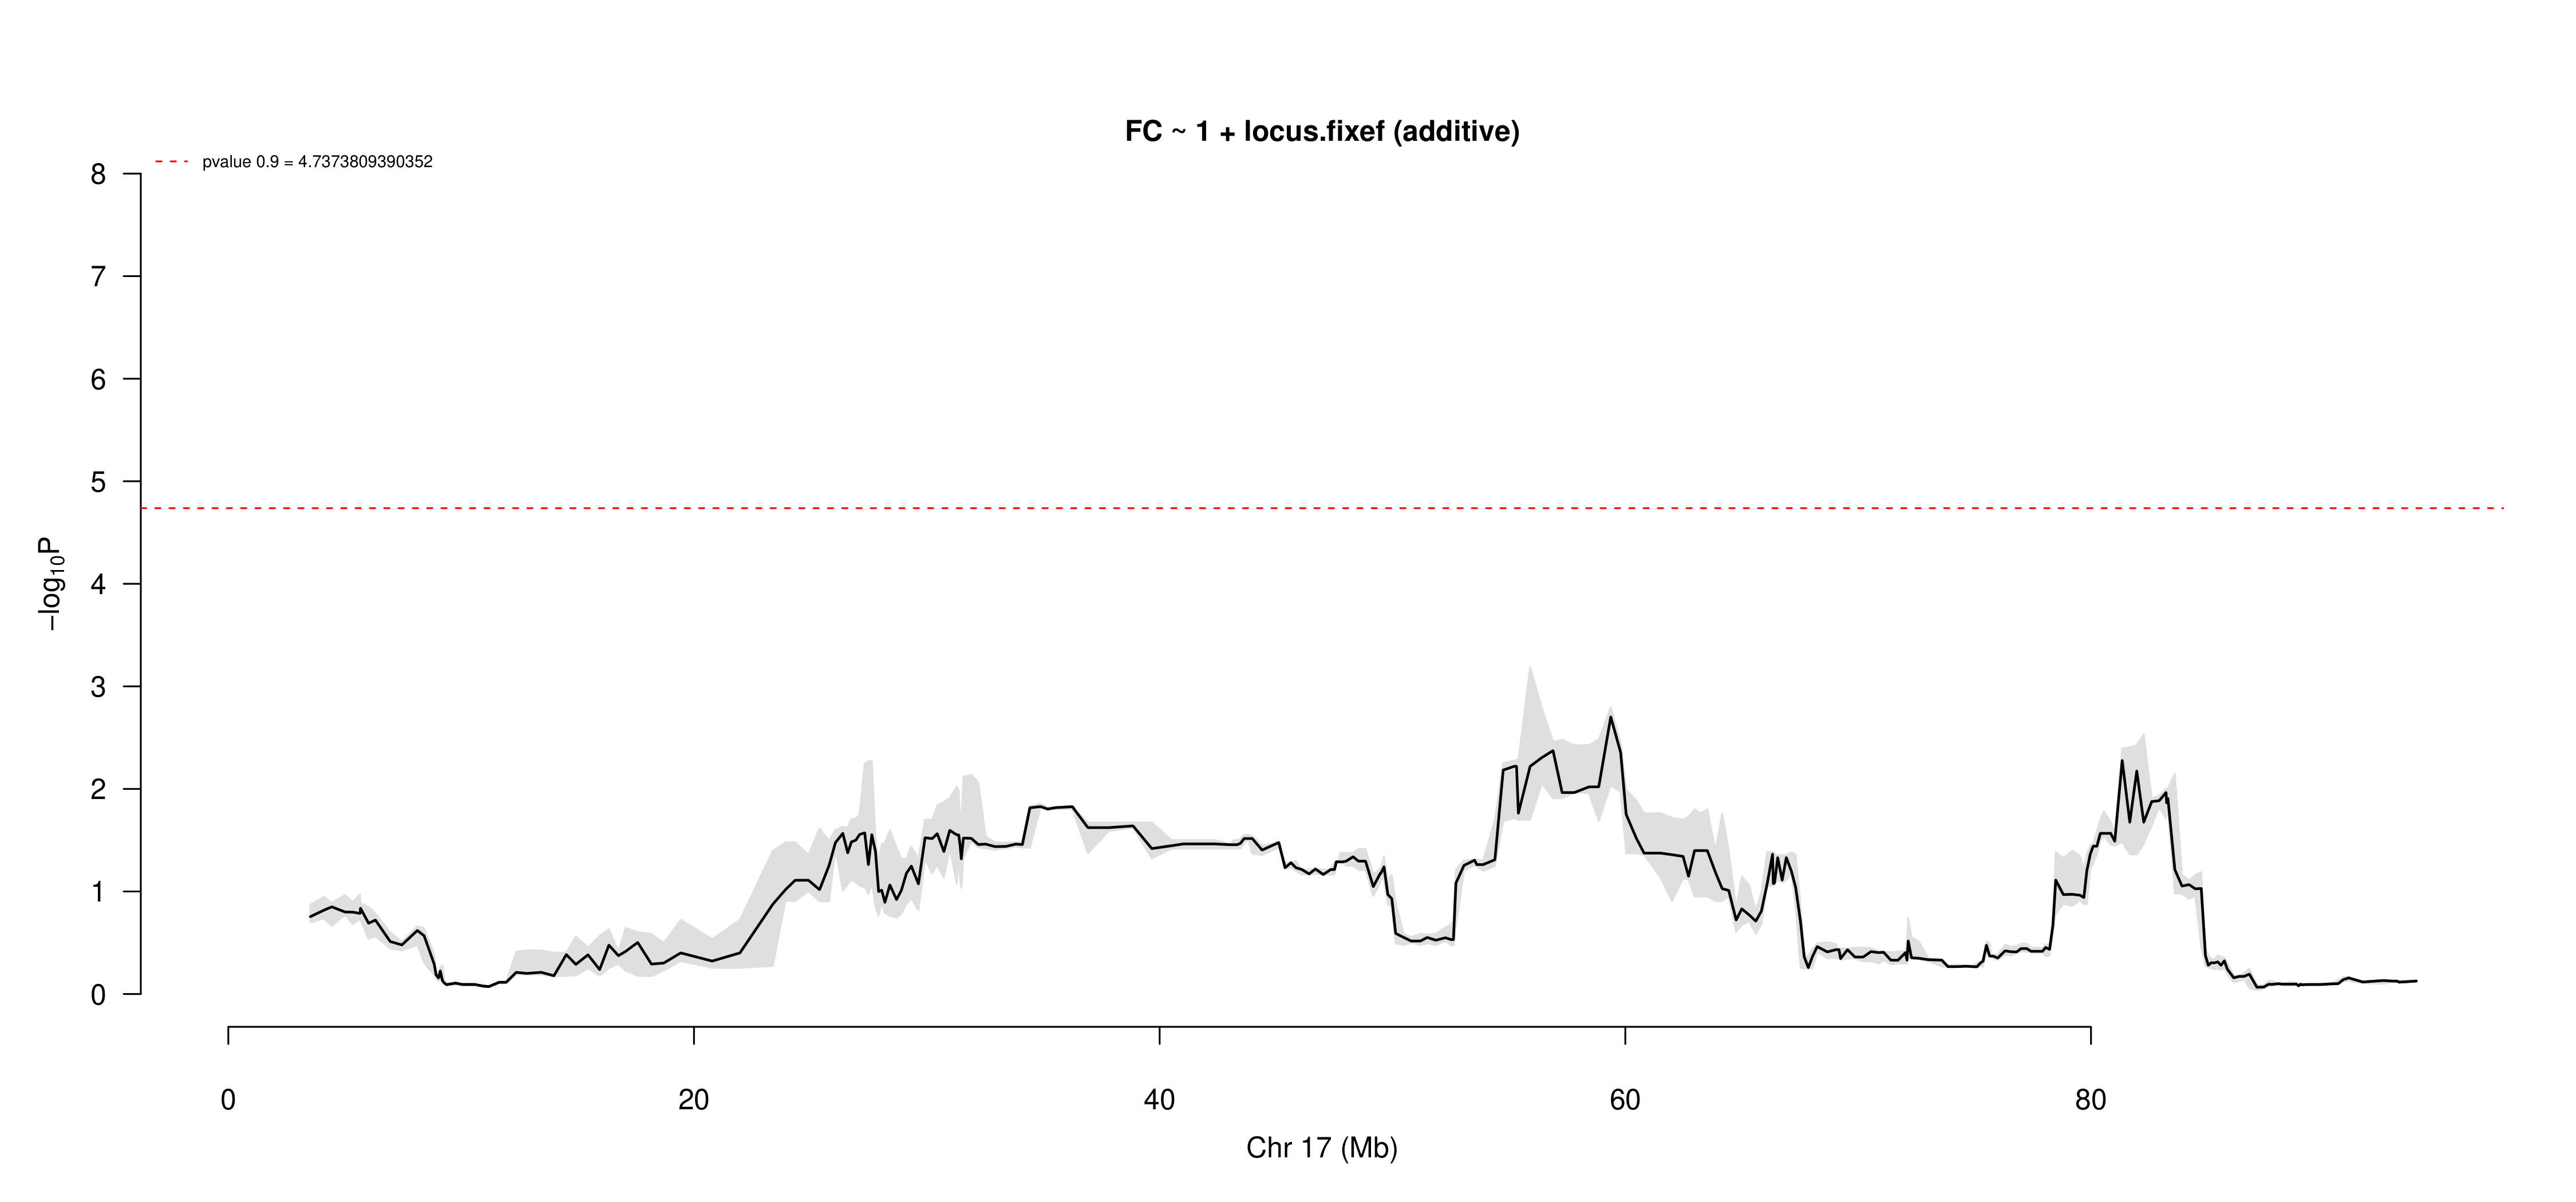 FC ~ 1 + locus.fixef (additive)
pvalue 0.9 = 4.7373809390352
8
7
6
5
4
3
2
1
0
−log10P
0 20 40 60 80
Chr 17 (Mb)